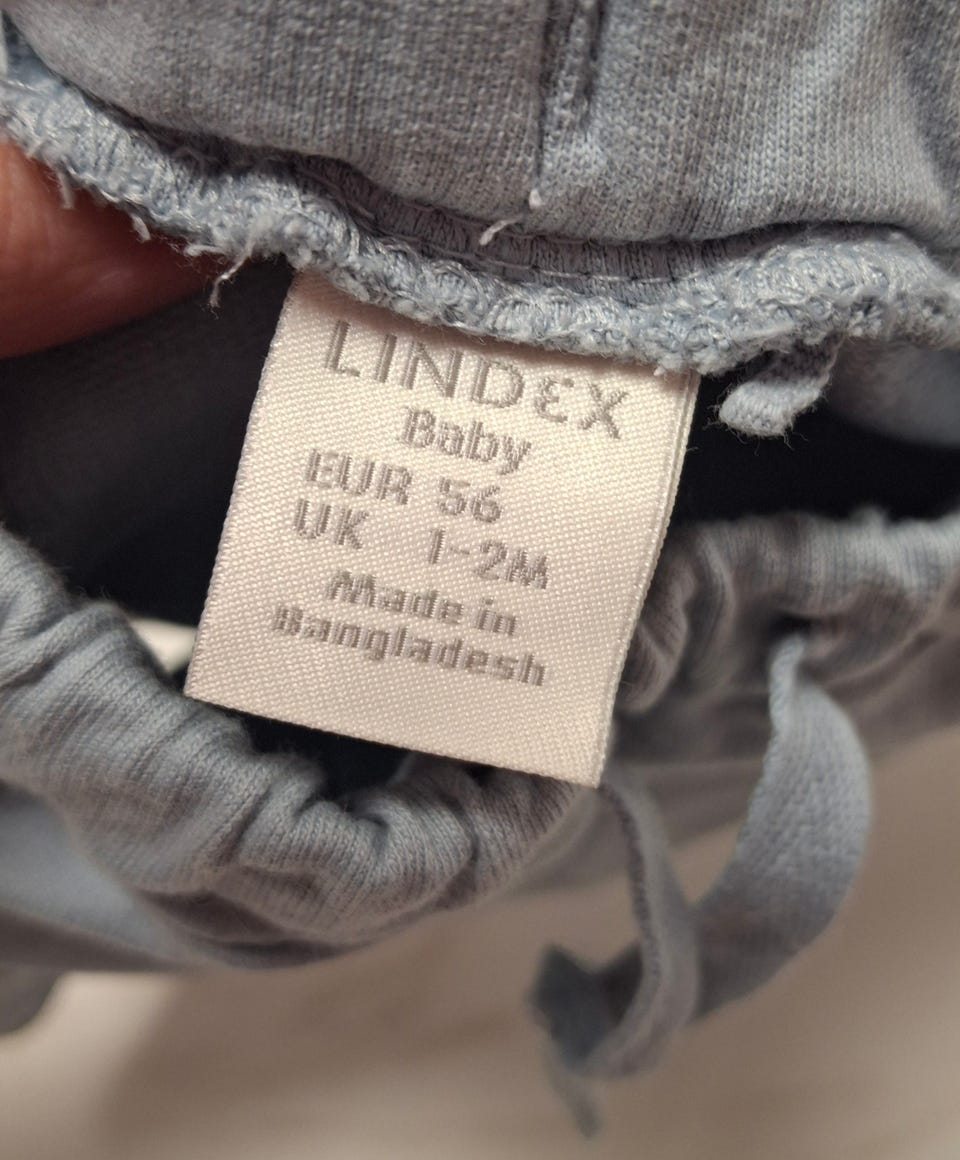 LINDEX
Baby
EUR 56
UK 1-2M
Made in
Bangladesh